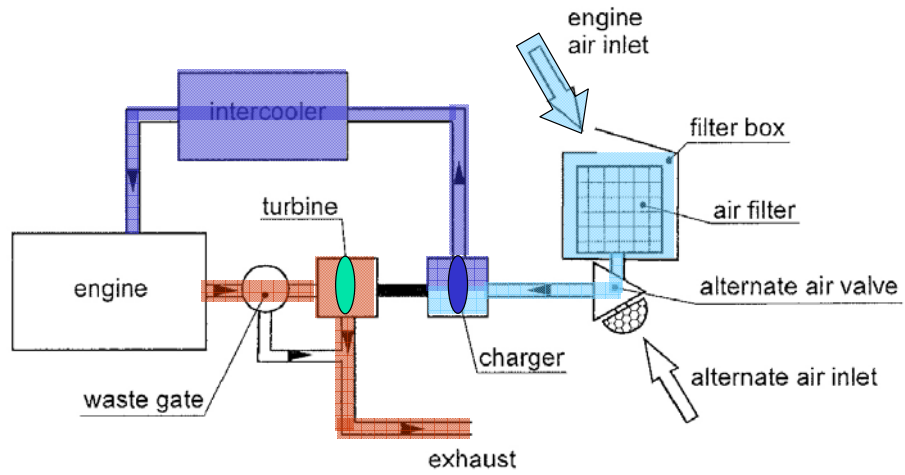 engine
air inlet
intercooler
filter box
turbine
air filter
engine
alternate air valve
charger
alternate air inlet
waste gate
exhaust